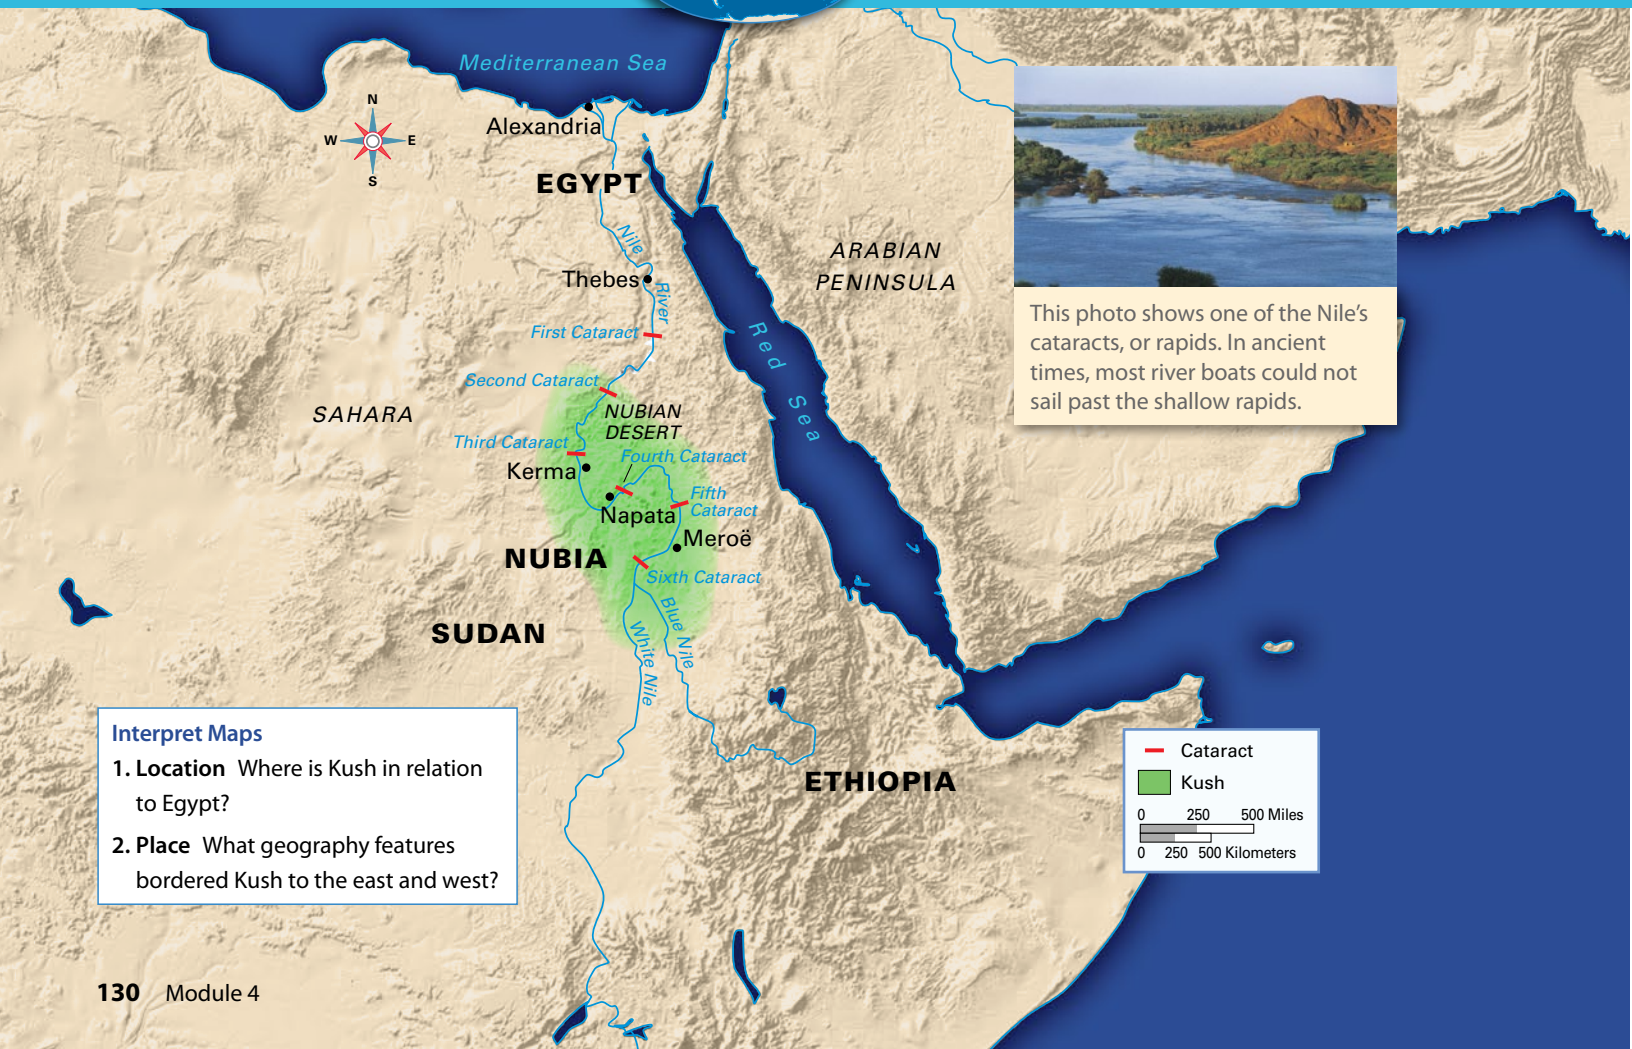 Mediterranean Sea
N
W
E
S
Alexandria
EGYPT
Nile
River
Thebes
ARABIAN
PENINSULA
First Cataract
Red Sea
Second Cataract
SAHARA
NUBIAN
DESERT
Third Cataract
Fourth Cataract
Kerma
Fifth
Cataract
Napata
Meroë
NUBIA
Sixth Cataract
Blue Nile
White Nile
SUDAN
ETHIOPIA
This photo shows one of the Nile’s
cataracts, or rapids. In ancient
times, most river boats could not
sail past the shallow rapids.
Interpret Maps
1. Location Where is Kush in relation
to Egypt?
2. Place What geography features
bordered Kush to the east and west?
Cataract
Kush
0 250 500 Miles
0 250 500 Kilometers
130 Module 4